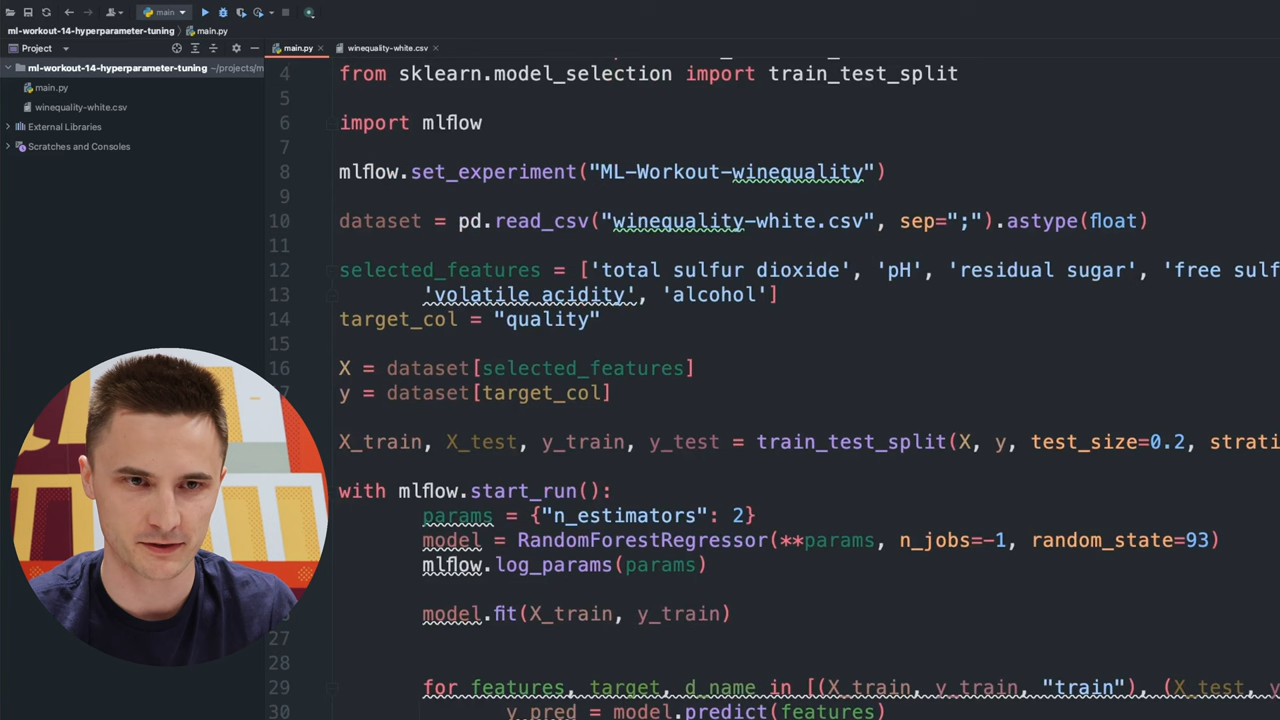 main
ml-workout-14-hyperparameter-tuning
main.py
Project
main.py
winequality-white.csv
ml-workout-14-hyperparameter-tuning ~/projects/m
main.py
winequality-white.csv
External Libraries
Scratches and Consoles
4 from sklearn.model_selection import train_test_split
5
6 import mlflow
7
8 mlflow.set_experiment("ML-Workout-winequality")
9
10 dataset = pd.read_csv("winequality-white.csv", sep=";").astype(float)
11
12 selected_features = ['total sulfur dioxide', 'pH', 'residual sugar', 'free sulf
13 'volatile acidity', 'alcohol']
14 target_col = "quality"
15
16 X = dataset[selected_features]
y = dataset[target_col]
X_train, X_test, y_train, y_test = train_test_split(X, y, test_size=0.2, strati
with mlflow.start_run():
params = {"n_estimators": 2}
model = RandomForestRegressor(**params, n_jobs=-1, random_state=93)
mlflow.log_params(params)
model.fit(X_train, y_train)
27
28
29 for features, target, d_name in [(X_train, y_train, "train"), (X_test, y
30 y_pred = model.predict(features)